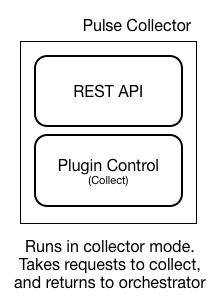 Pulse Collector
REST API
Plugin Control
(Collect)
Runs in collector mode.
Takes requests to collect,
and returns to orchestrator